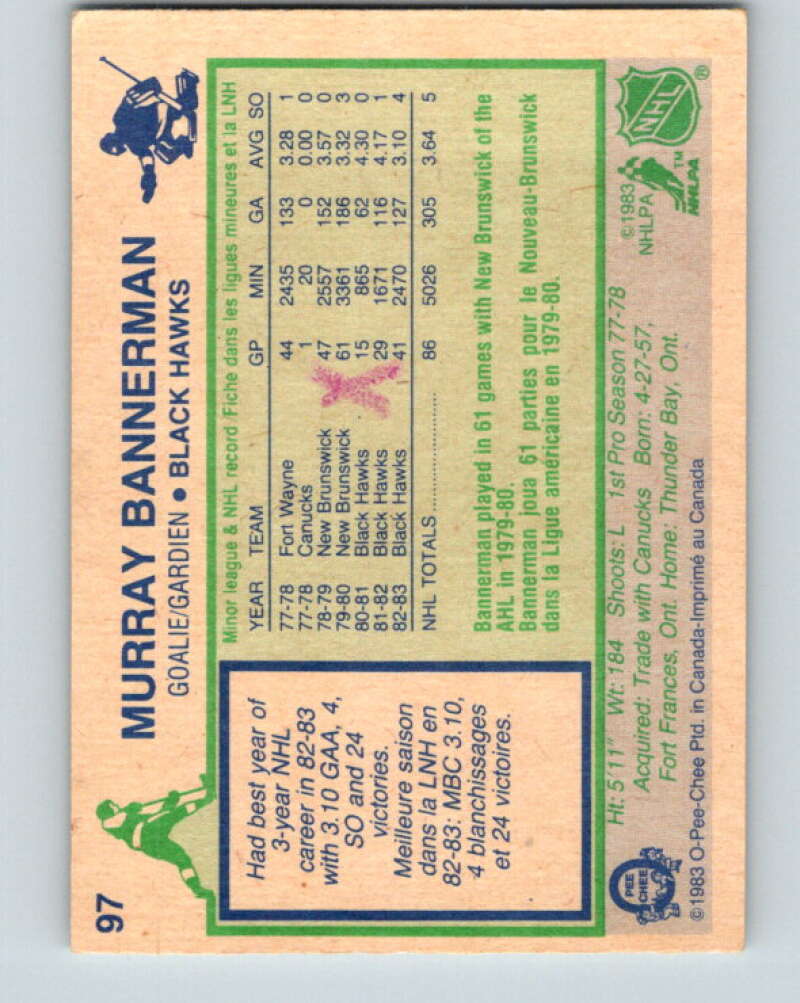 97
MURRAY BANNERMAN
GOALIE/GARDIEN • BLACK HAWKS
Had best year of
3-year NHL
career in 82-83
with 3.10 GAA, 4,
SO and 24
victories.
Meilleure saison
dans la LNH en
82-83: MBC 3.10,
4 blanchissages
et 24 victoires.
Minor league & NHL record / Fiche dans les ligues mineures et la LNH
YEAR TEAM GP MIN GA AVG SO
77-78 Fort Wayne 44 2435 133 3.28 1
77-78 Canucks 1 20 0 0.00 0
78-79 New Brunswick 47 2557 152 3.57 0
79-80 New Brunswick 61 3361 186 3.32 3
80-81 Black Hawks 15 865 62 4.30 0
81-82 Black Hawks 29 1671 116 4.17 1
82-83 Black Hawks 41 2470 127 3.10 4
NHL TOTALS .................... 86 5026 305 3.64 5
Bannerman played in 61 games with New Brunswick of the
AHL in 1979-80.
Bannerman joua 61 parties pour le Nouveau-Brunswick
dans la Ligue américaine en 1979-80.
Ht: 5'11" Wt: 184 Shoots: L 1st Pro Season 77-78
Acquired: Trade with Canucks Born: 4-27-57,
Fort Frances, Ont. Home: Thunder Bay, Ont.
©1983
NHLPA
NHLPA
TM
NHL
®
O
PEE
CHEE
©1983 O-Pee-Chee Ptd. in Canada-Imprimé au Canada